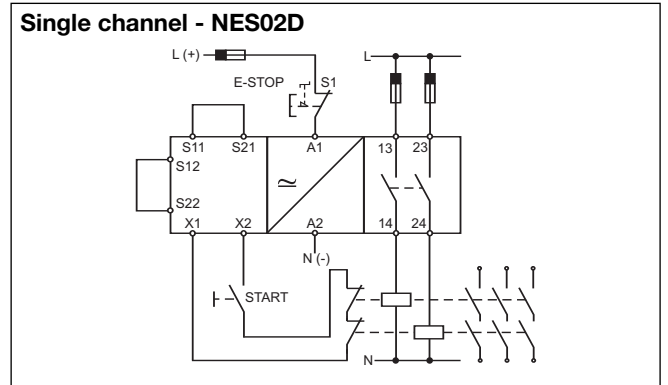 Single channel - NES02D
L (+)
L
E-STOP
S1
S11
S21
A1
13
23
S12
≃
S22
X1
X2
A2
14
24
N (-)
START
N